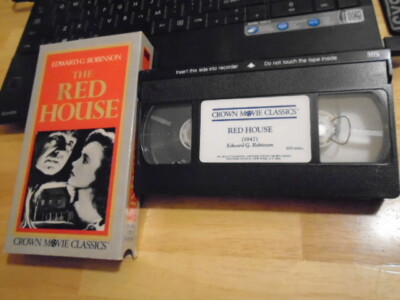 EDWARD G. ROBINSON
THE
RED
HOUSE
CROWN MOVIE CLASSICS
Insert this side into recorder
Do not touch the tape inside
VHS
CROWN MOVIE CLASSICS
RED HOUSE
(1947)
Edward G. Robinson